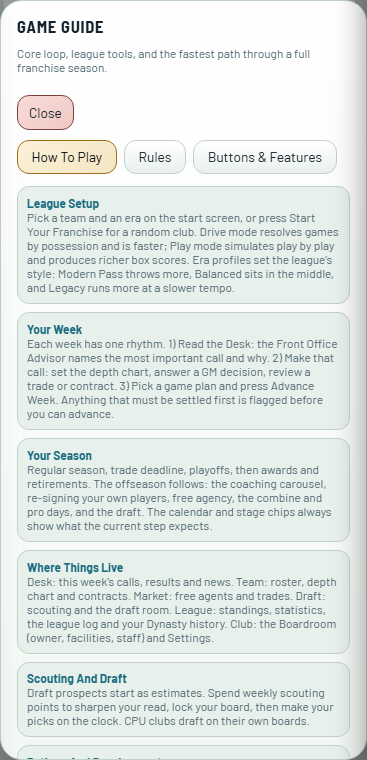 GAME GUIDE
Core loop, league tools, and the fastest path through a full
franchise season.
Close
How To Play
Rules
Buttons & Features
League Setup
Pick a team and an era on the start screen, or press Start
Your Franchise for a random club. Drive mode resolves games
by possession and is faster; Play mode simulates play by play
and produces richer box scores. Era profiles set the league's
style: Modern Pass throws more, Balanced sits in the middle,
and Legacy runs more at a slower tempo.
Your Week
Each week has one rhythm. 1) Read the Desk: the Front Office
Advisor names the most important call and why. 2) Make that
call: set the depth chart, answer a GM decision, review a
trade or contract. 3) Pick a game plan and press Advance
Week. Anything that must be settled first is flagged before
you can advance.
Your Season
Regular season, trade deadline, playoffs, then awards and
retirements. The offseason follows: the coaching carousel,
re-signing your own players, free agency, the combine and
pro days, and the draft. The calendar and stage chips always
show what the current step expects.
Where Things Live
Desk: this week's calls, results and news. Team: roster, depth
chart and contracts. Market: free agents and trades. Draft:
scouting and the draft room. League: standings, statistics,
the league log and your Dynasty history. Club: the Boardroom
(owner, facilities, staff) and Settings.
Scouting And Draft
Draft prospects start as estimates. Spend weekly scouting
points to sharpen your read, lock your board, then make your
picks on the clock. CPU clubs draft on their own boards.